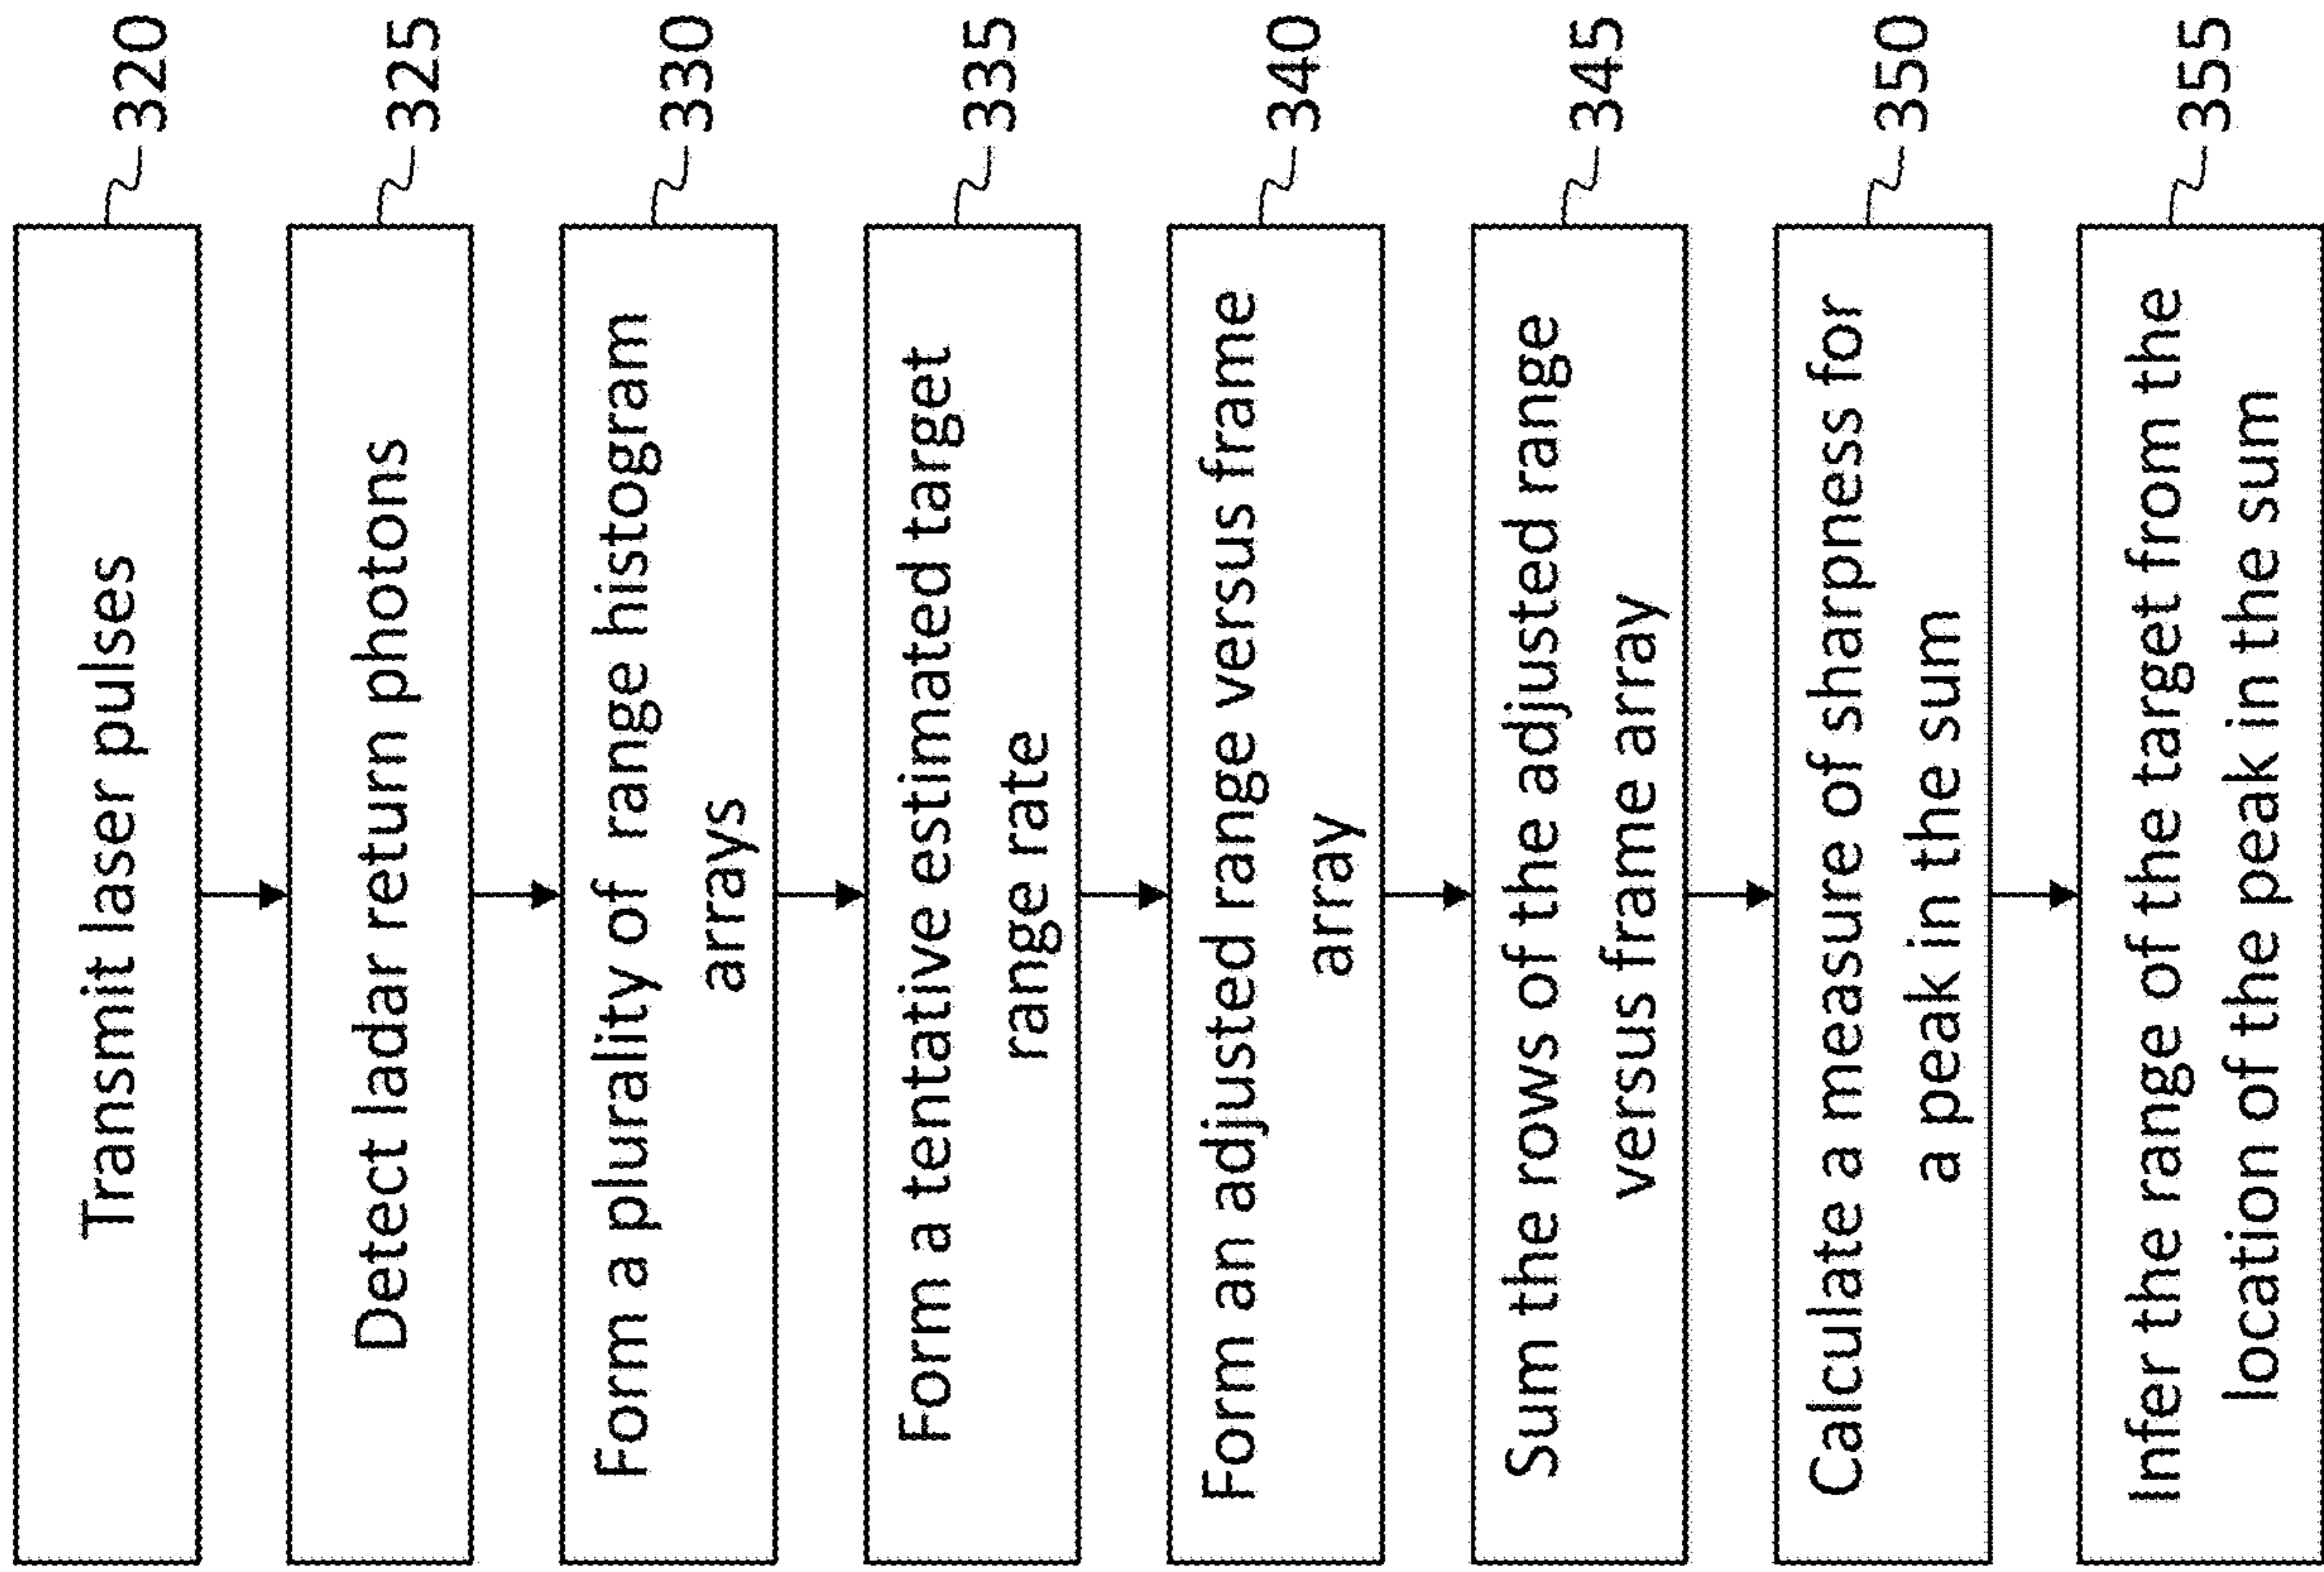 Transmit laser pulses
320
Detect ladar return photons
325
Form a plurality of range histogram
arrays
330
Form a tentative estimated target
range rate
335
Form an adjusted range versus frame
array
340
Sum the rows of the adjusted range
versus frame array
345
Calculate a measure of sharpness for
a peak in the sum
350
Infer the range of the target from the
location of the peak in the sum
355